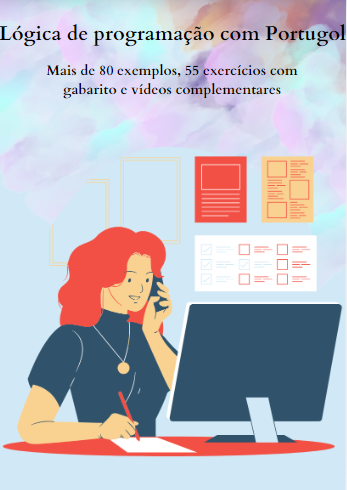 Lógica de programação com Portugol
Mais de 80 exemplos, 55 exercícios com
gabarito e vídeos complementares